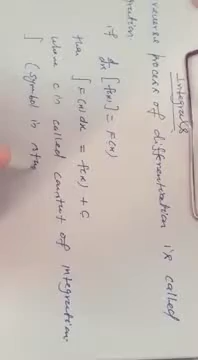 Integrals
reverse process of differentiation is called
gration.
if d/dx [f(x)] = F(x)
then ∫ F(x) dx = f(x) + C
where c is called constant of integration.
∫ (symbol is